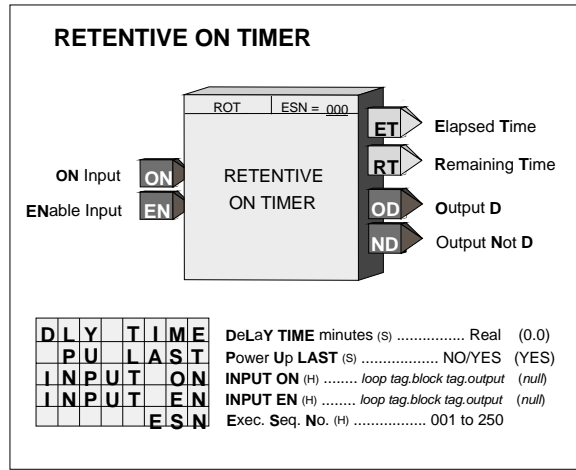 RETENTIVE ON TIMER
ROT ESN = 000
ET Elapsed Time
RT Remaining Time
ON Input ON
RETENTIVE
ON TIMER
ENable Input EN
OD Output D
ND Output Not D
DLY TIME DeLaY TIME minutes (S) ................ Real (0.0)
PU LAST Power Up LAST (S) .................. NO/YES (YES)
INPUT ON INPUT ON (H) ........ loop tag.block tag.output (null)
INPUT EN INPUT EN (H) ........ loop tag.block tag.output (null)
ESN Exec. Seq. No. (H) ................. 001 to 250